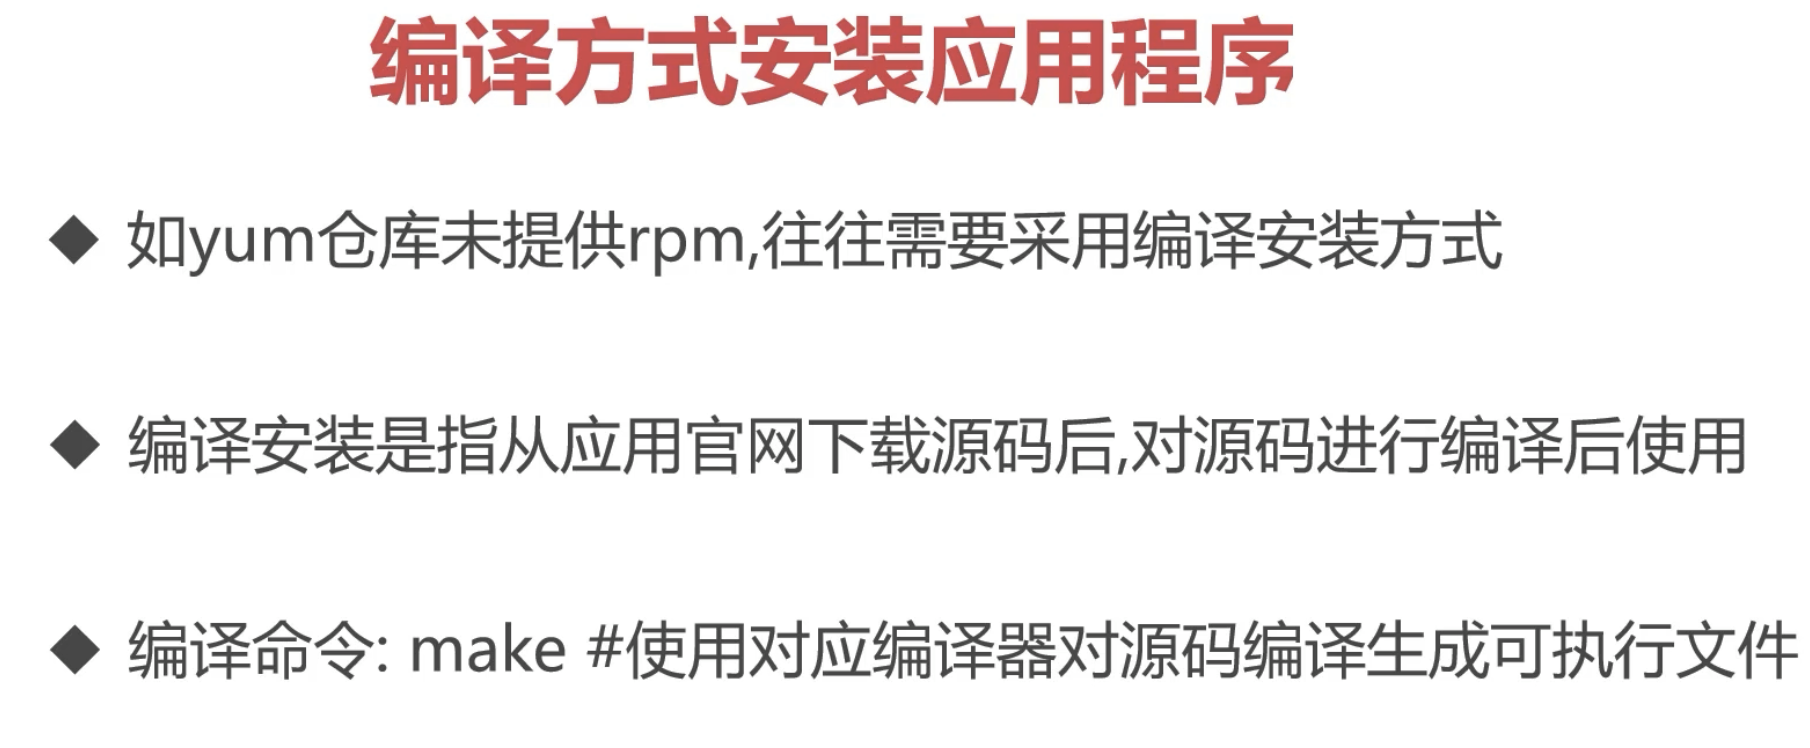 编译方式安装应用程序
◆ 如yum仓库未提供rpm,往往需要采用编译安装方式
◆ 编译安装是指从应用官网下载源码后,对源码进行编译后使用
◆ 编译命令: make #使用对应编译器对源码编译生成可执行文件